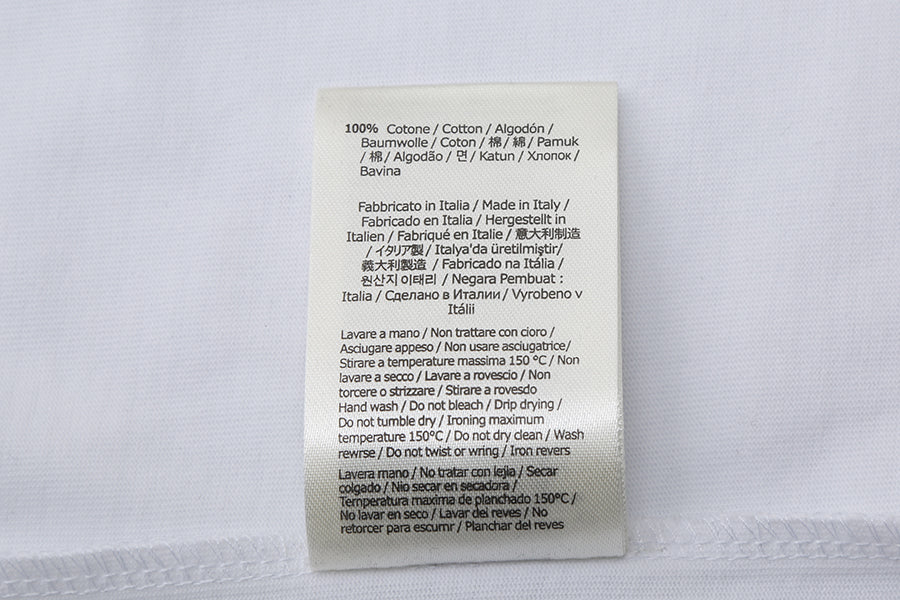 100% Cotone / Cotton / Algodón /
Baumwolle / Coton / 棉 / 綿 / Pamuk
/ 棉 / Algodão / 면 / Katun / Хлопок /
Bavina
Fabbricato in Italia / Made in Italy /
Fabricado en Italia / Hergestellt in
Italien / Fabriqué en Italie / 意大利制造
/ イタリア製 / Italya'da üretilmiştir/
義大利製造 / Fabricado na Itália /
원산지 이태리 / Negara Pembuat :
Italia / Сделано в Италии / Vyrobeno v
Itálii
Lavare a mano / Non trattare con cloro /
Asciugare appeso / Non usare asciugatrice/
Stirare a temperature massima 150 °C / Non
lavare a secco / Lavare a rovescio / Non
torcere o strizzare / Stirare a rovesdo
Hand wash / Do not bleach / Drip drying /
Do not tumble dry / Ironing maximum
temperature 150°C / Do not dry clean / Wash
rewrse / Do not twist or wring / Iron revers
Lavera mano / No tratar con lejia / Secar
colgado / Nio secar en secadora /
Temperatura maxima de planchado 150°C /
No lavar en seco / Lavar del reves / No
retorcer para escumr / Planchar del reves